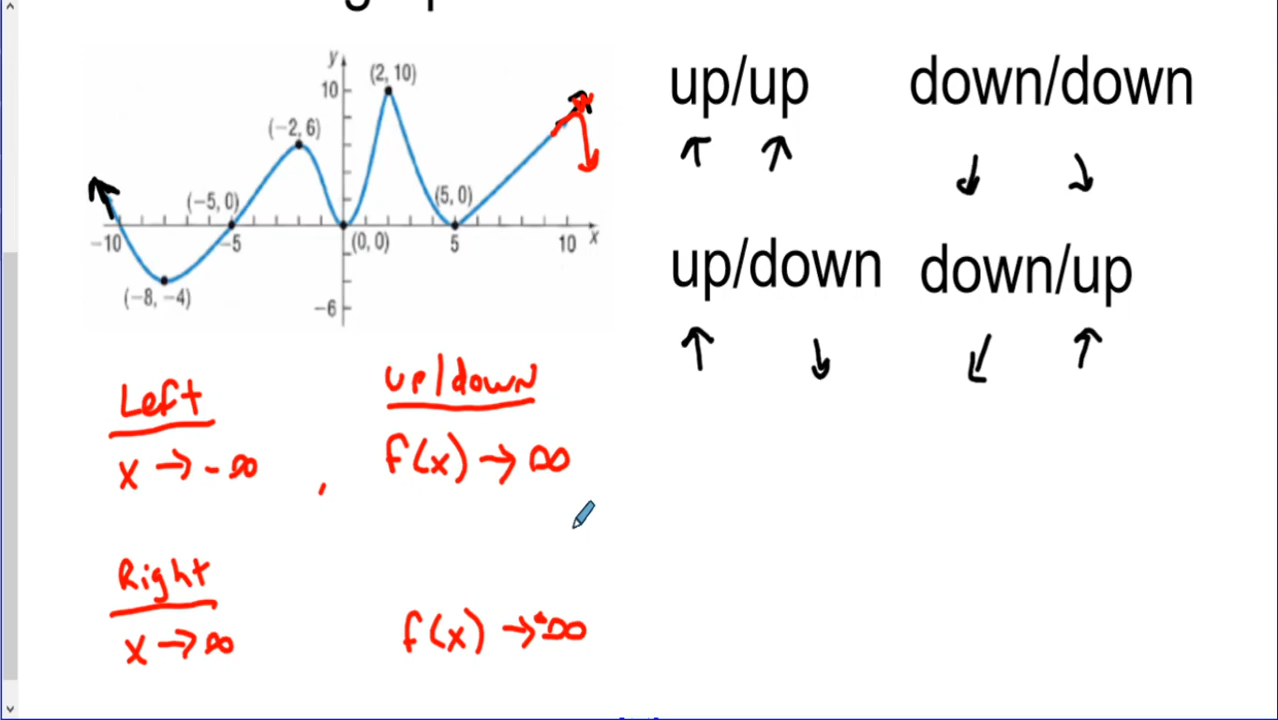 y
10
(2, 10)
(−2, 6)
(−5, 0)
(5, 0)
−10
−5
(0, 0)
5
10
x
(−8, −4)
−6
up/up
down/down
up/down
down/up
Left
up/down
x → -∞ , f(x) → ∞
Right
x → ∞